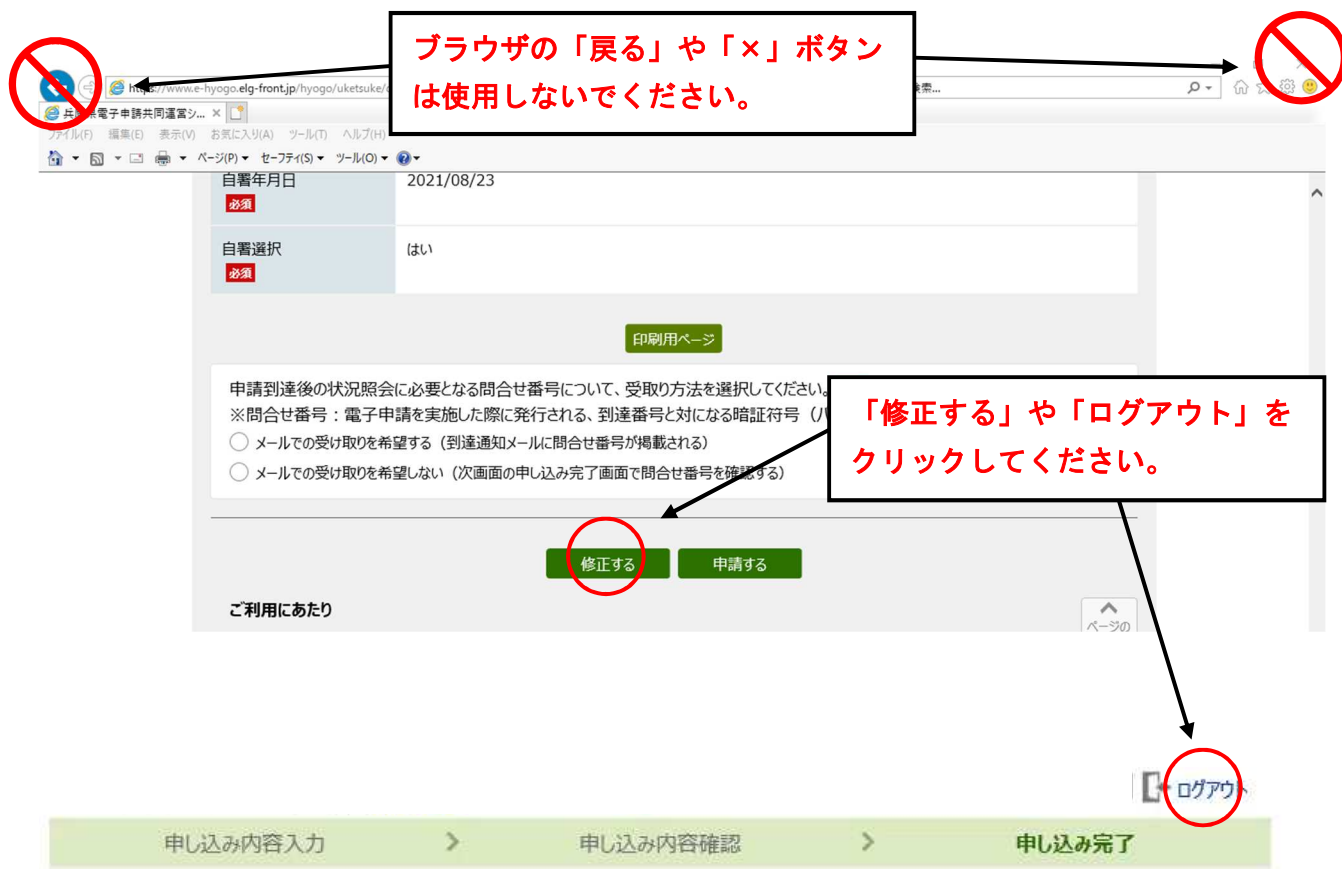 ブラウザの「戻る」や「×」ボタン
は使用しないでください。
https://www.e-hyogo.elg-front.jp/hyogo/uketsuke/
索...
兵庫県電子申請共同運営シ...
ファイル(F) 編集(E) 表示(V) お気に入り(A) ツール(T) ヘルプ(H)
ページ(P) セーフティ(S) ツール(O)
自署年月日 2021/08/23
必須
自署選択 はい
必須
印刷用ページ
申請到達後の状況照会に必要となる問合せ番号について、受取り方法を選択してください。
※問合せ番号：電子申請を実施した際に発行される、到達番号と対になる暗証符号（
メールでの受け取りを希望する（到達通知メールに問合せ番号が掲載される）
メールでの受け取りを希望しない（次画面の申し込み完了画面で問合せ番号を確認する）
「修正する」や「ログアウト」を
クリックしてください。
修正する 申請する
ご利用にあたり
ページの
ログアウト
申し込み内容入力 > 申し込み内容確認 > 申し込み完了